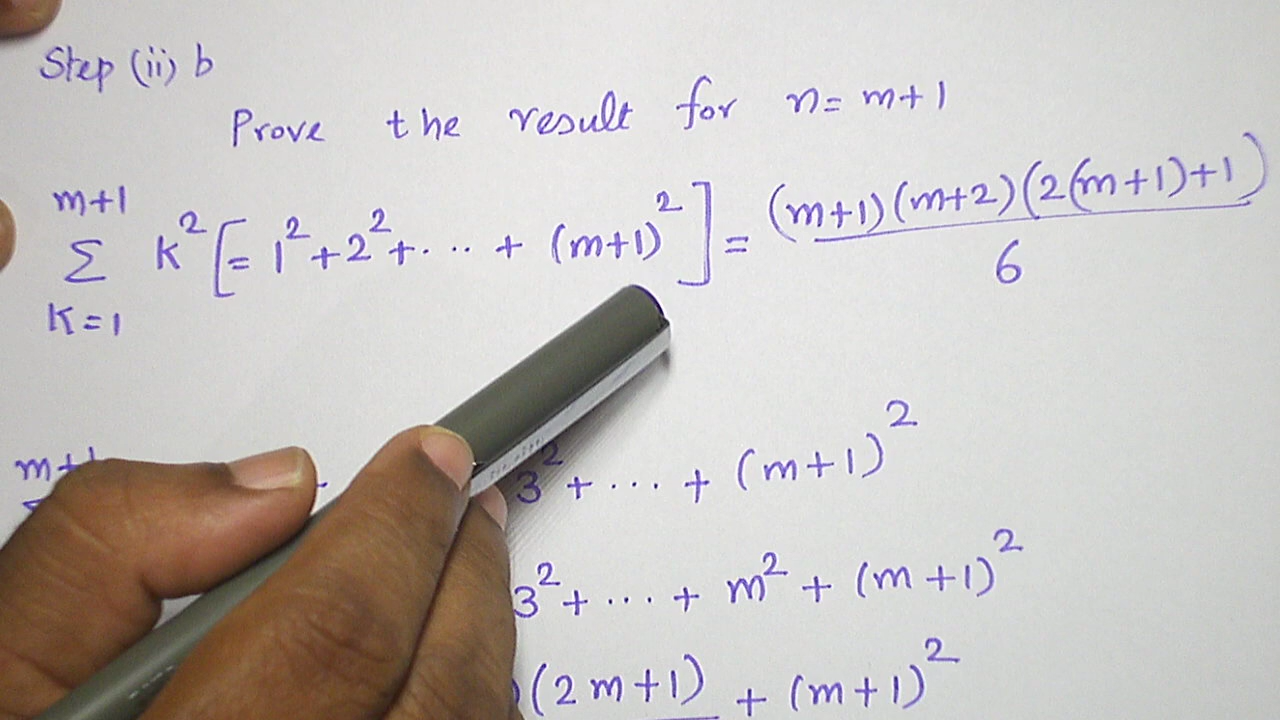 Step (ii) b
Prove the result for n = m+1
m+1
Σ k² [= 1² + 2² + ... + (m+1)²] = (m+1)(m+2)(2(m+1)+1)
6
K=1
m+1
3² + ... + (m+1)²
3² + ... + m² + (m+1)²
(2m+1) + (m+1)²